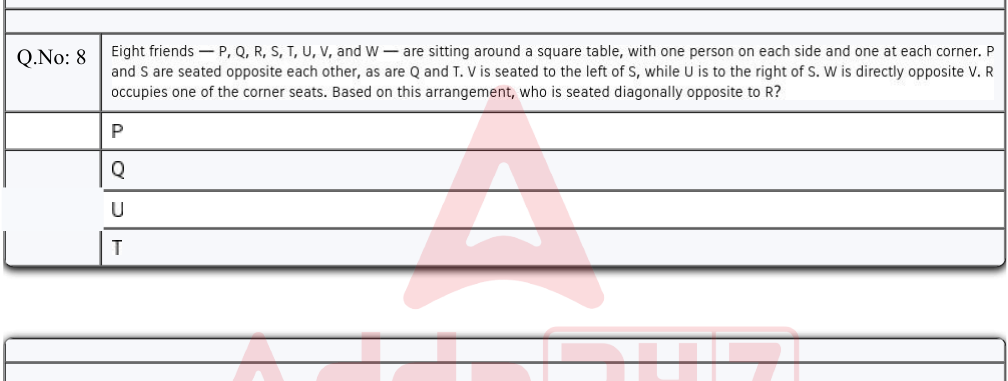 Q.No: 8
Eight friends — P, Q, R, S, T, U, V, and W — are sitting around a square table, with one person on each side and one at each corner. P
and S are seated opposite each other, as are Q and T. V is seated to the left of S, while U is to the right of S. W is directly opposite V. R
occupies one of the corner seats. Based on this arrangement, who is seated diagonally opposite to R?
P
Q
U
T